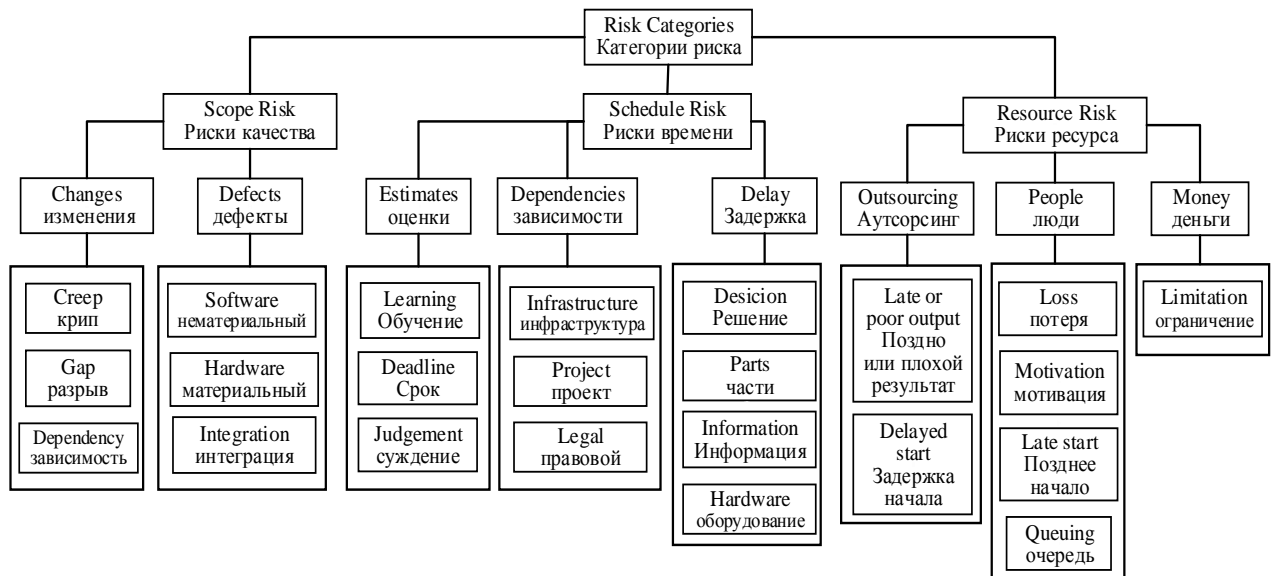 Risk Categories
Категории риска
Scope Risk
Риски качества
Schedule Risk
Риски времени
Resource Risk
Риски ресурса
Changes
изменения
Defects
дефекты
Estimates
оценки
Dependencies
зависимости
Delay
Задержка
Outsourcing
Аутсорсинг
People
люди
Money
деньги
Creep
крип
Gap
разрыв
Dependency
зависимость
Software
нематериальный
Hardware
материальный
Integration
интеграция
Learning
Обучение
Deadline
Срок
Judgement
суждение
Infrastructure
инфраструктура
Project
проект
Legal
правовой
Desicion
Решение
Parts
части
Information
Информация
Hardware
оборудование
Late or
poor output
Поздно
или плохой
результат
Delayed
start
Задержка
начала
Loss
потеря
Motivation
мотивация
Late start
Позднее
начало
Queuing
очередь
Limitation
ограничение